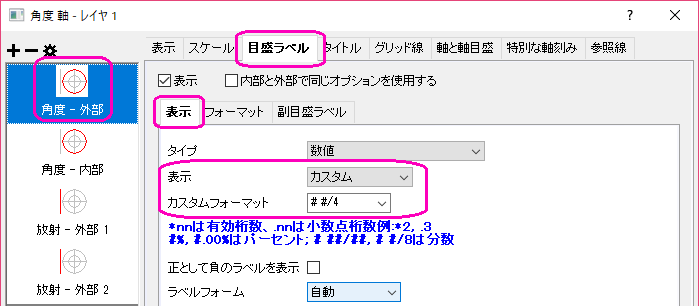 角度 軸 - レイヤ 1
表示 スケール 目盛ラベル タイトル グリッド線 軸と軸目盛 特別な軸刻み 参照線
角度 - 外部
角度 - 内部
放射 - 外部 1
放射 - 外部 2
表示 内部と外部で同じオプションを使用する
表示 フォーマット 副目盛ラベル
タイプ 数値
表示 カスタム
カスタムフォーマット # #/4
*nnは有効桁数、.nnは小数点桁数例:*2, .3
#%, #.00%はパーセント; # ##/##, # #/8は分数
正として負のラベルを表示
ラベルフォーム 自動